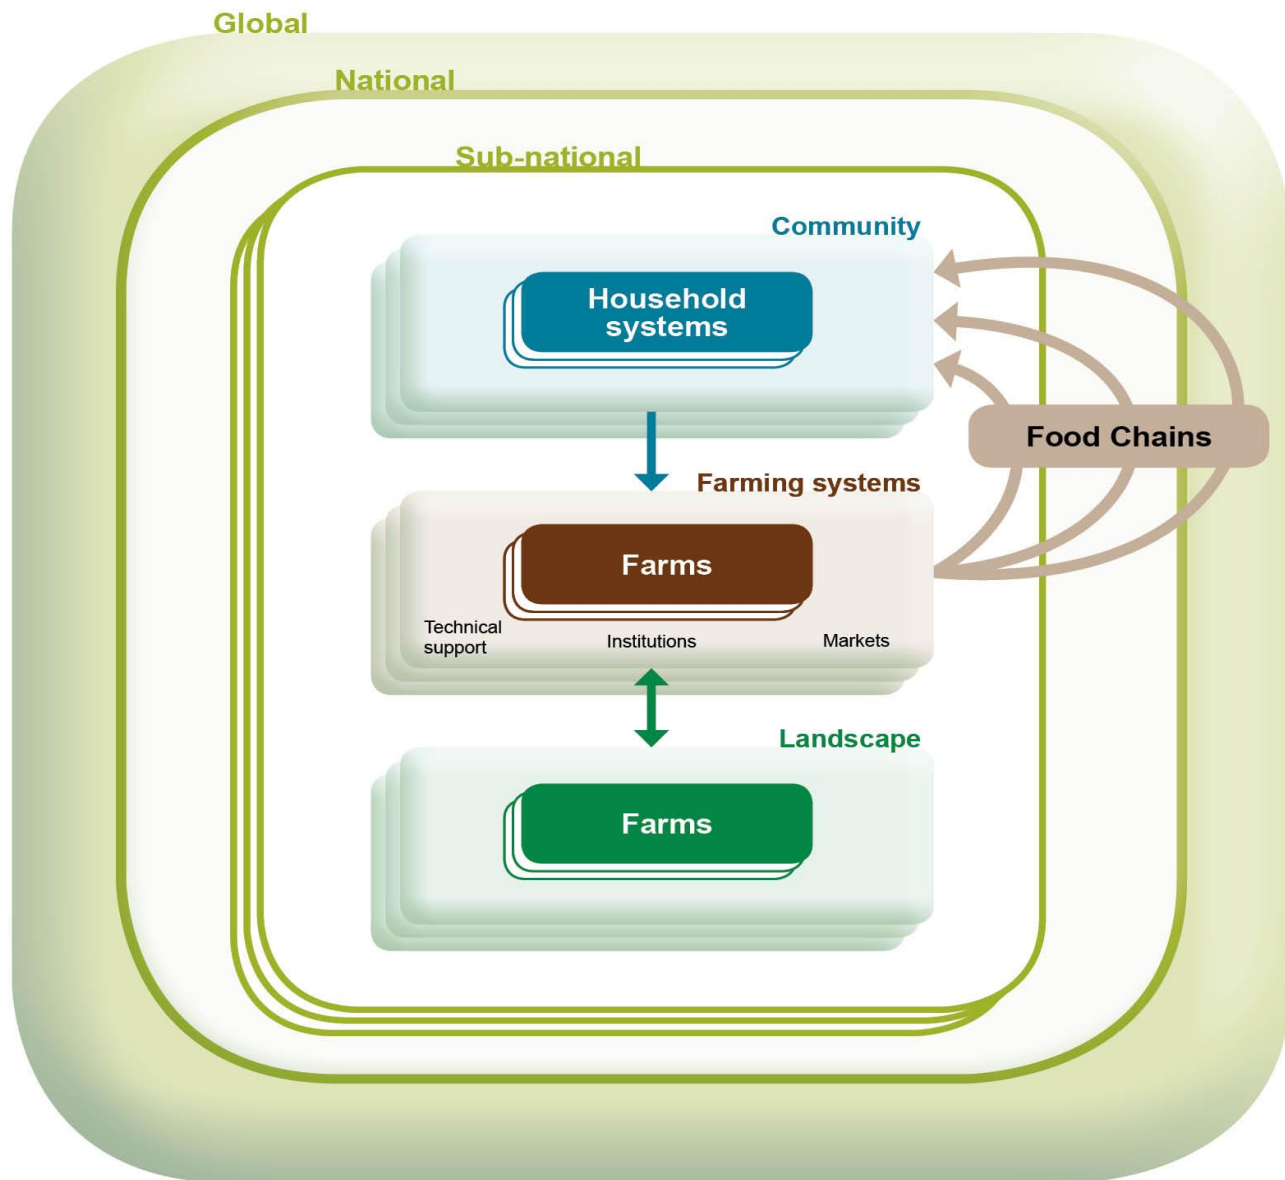 Global
National
Sub-national
Community
Household
systems
Food Chains
Farming systems
Farms
Technical
support
Institutions
Markets
Landscape
Farms